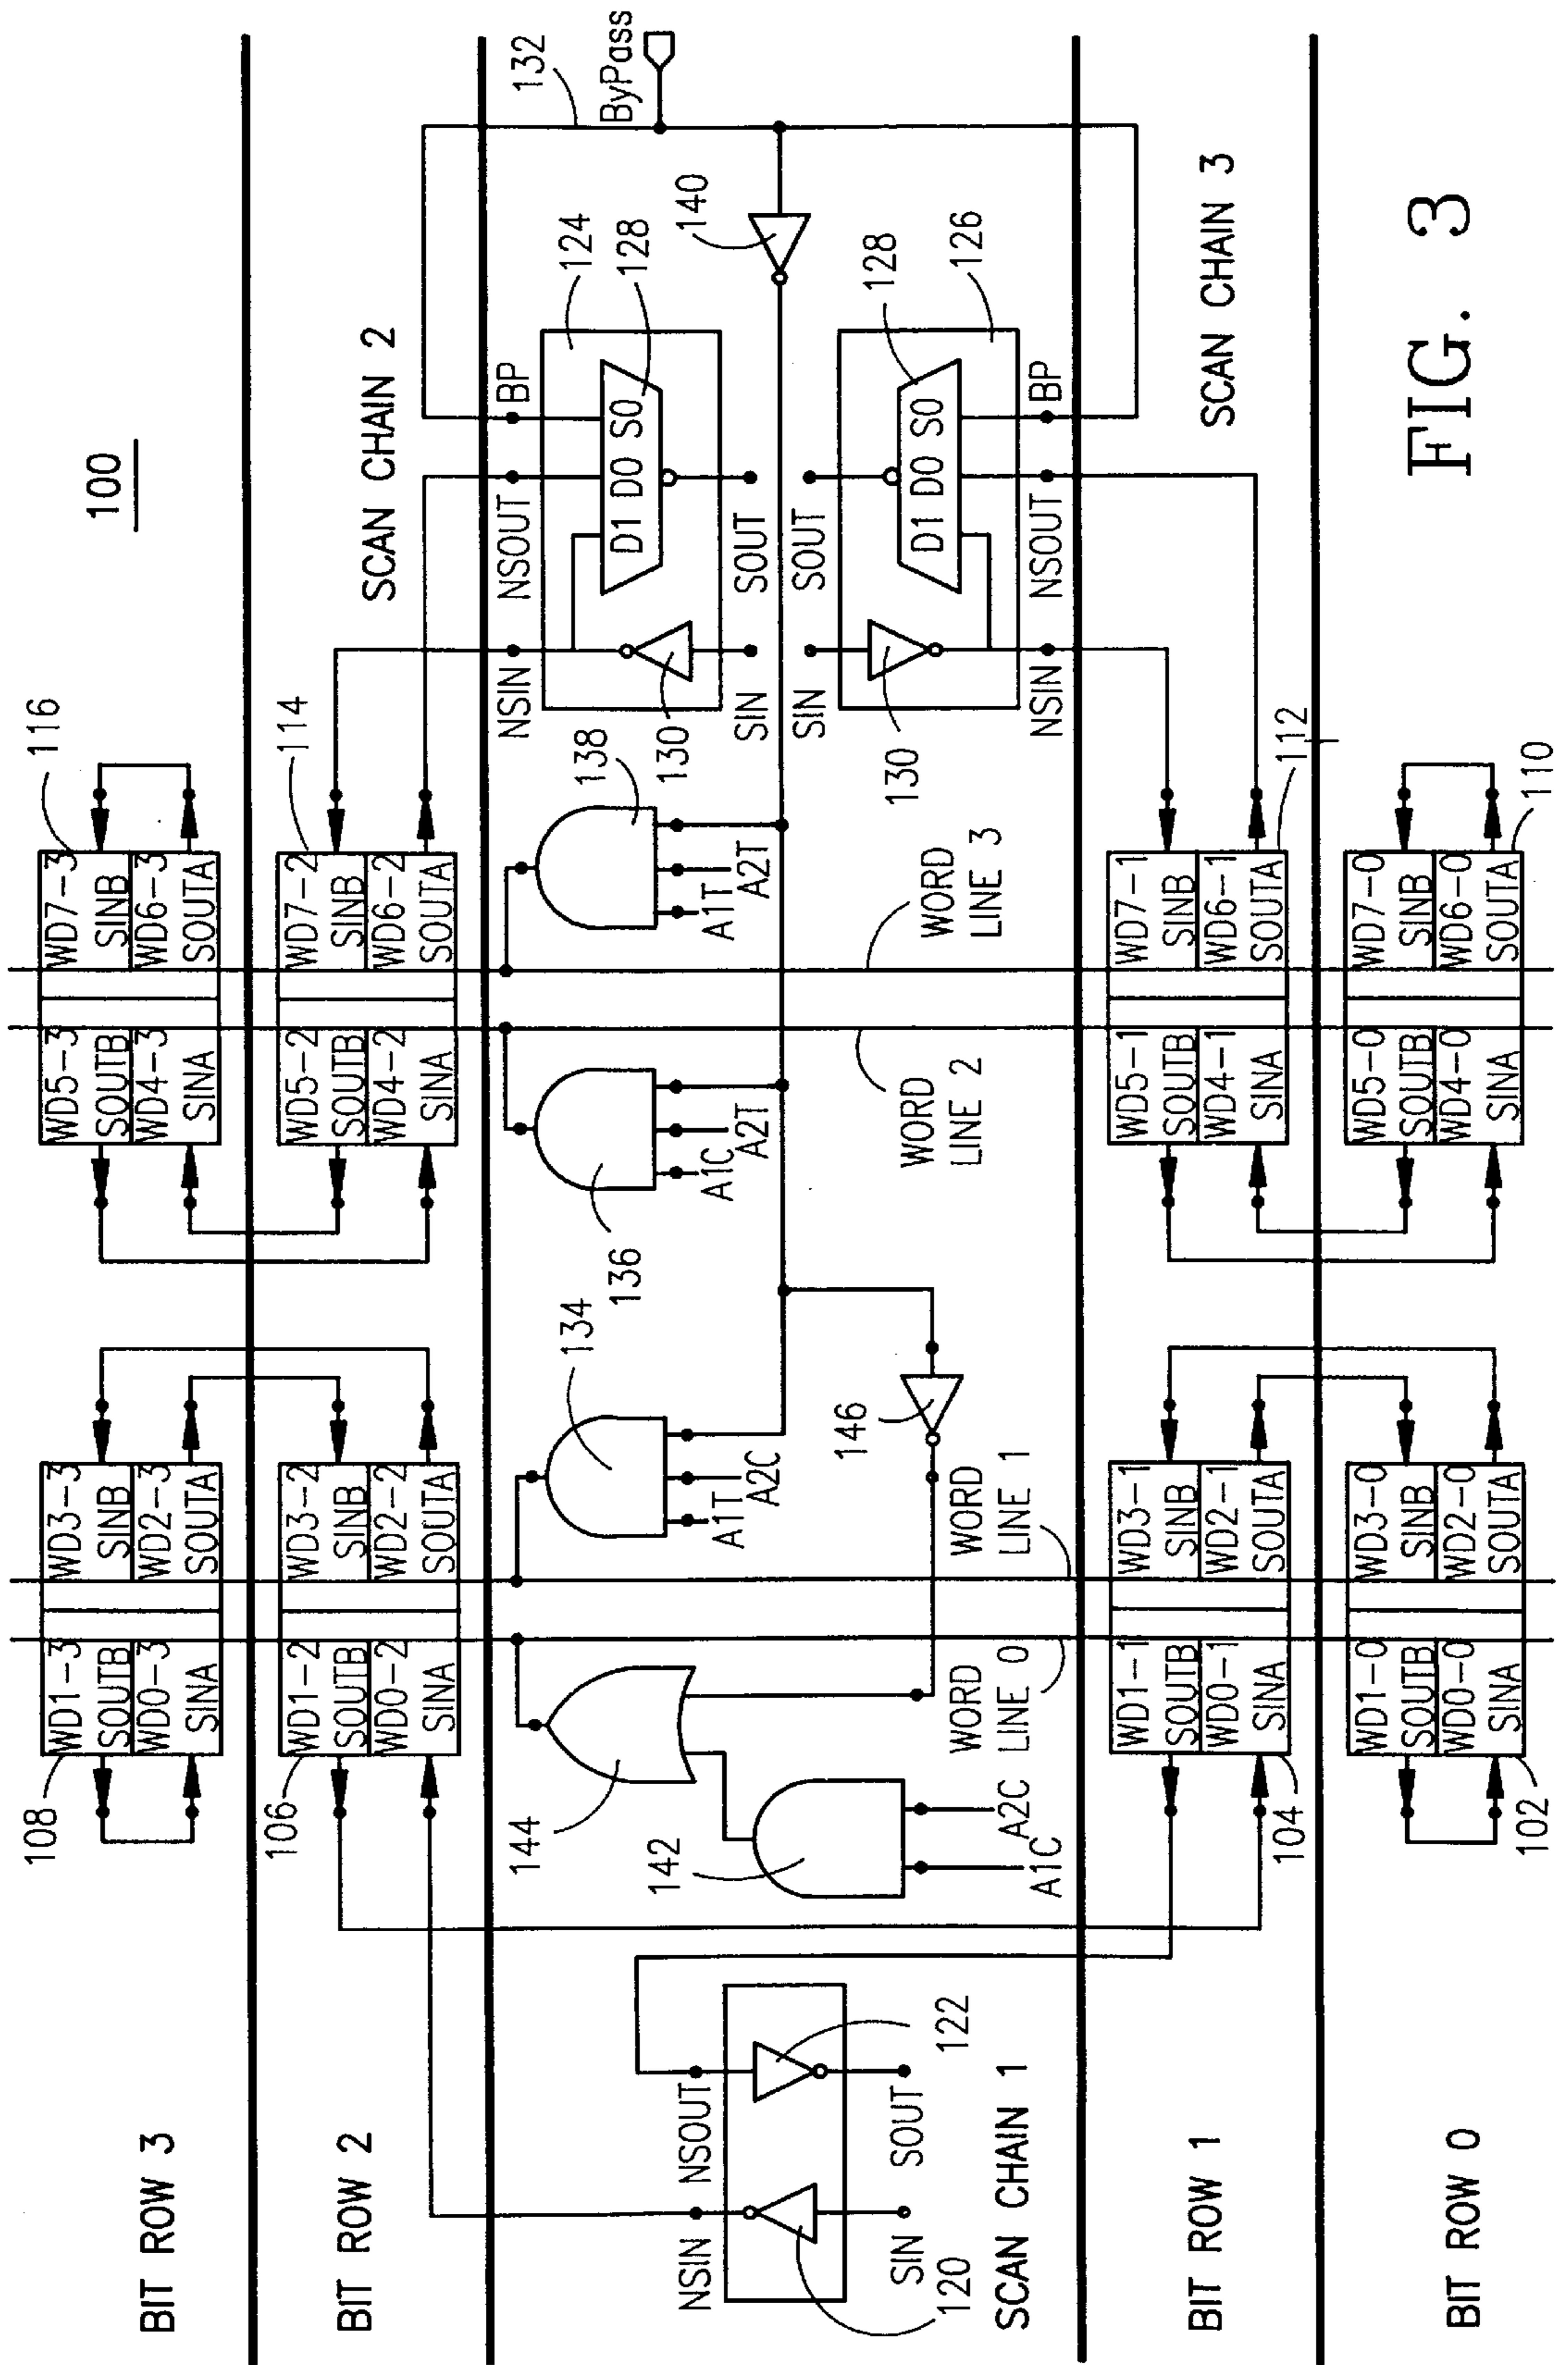 100
BIT ROW 3
108
WD1-3
SOUTB
WD0-3
SINA
WD3-3
SINB
WD2-3
SOUTA
WD5-3
SOUTB
WD4-3
SINA
WD7-3
SINB
WD6-3
SOUTA
116
BIT ROW 2
106
WD1-2
SOUTB
WD0-2
SINA
WD3-2
SINB
WD2-2
SOUTA
WD5-2
SOUTB
WD4-2
SINA
WD7-2
SINB
WD6-2
SOUTA
114
SCAN CHAIN 2
NSIN
NSOUT
120
122
SIN
SOUT
SCAN CHAIN 1
144
142
A1C
A2C
WORD
LINE 0
134
A1T
A2C
146
WORD
LINE 1
136
A1C
A2T
WORD
LINE 2
138
A1T
A2T
WORD
LINE 3
NSIN
NSOUT
BP
124
D1 D0 S0
128
130
SIN
SOUT
140
132
ByPass
SIN
SOUT
128
D1 D0 S0
130
126
NSIN
NSOUT
BP
SCAN CHAIN 3
BIT ROW 1
WD1-1
SOUTB
WD0-1
SINA
104
WD3-1
SINB
WD2-1
SOUTA
WD5-1
SOUTB
WD4-1
SINA
WD7-1
SINB
WD6-1
SOUTA
112
BIT ROW 0
WD1-0
SOUTB
WD0-0
SINA
102
WD3-0
SINB
WD2-0
SOUTA
WD5-0
SOUTB
WD4-0
SINA
WD7-0
SINB
WD6-0
SOUTA
110
FIG. 3